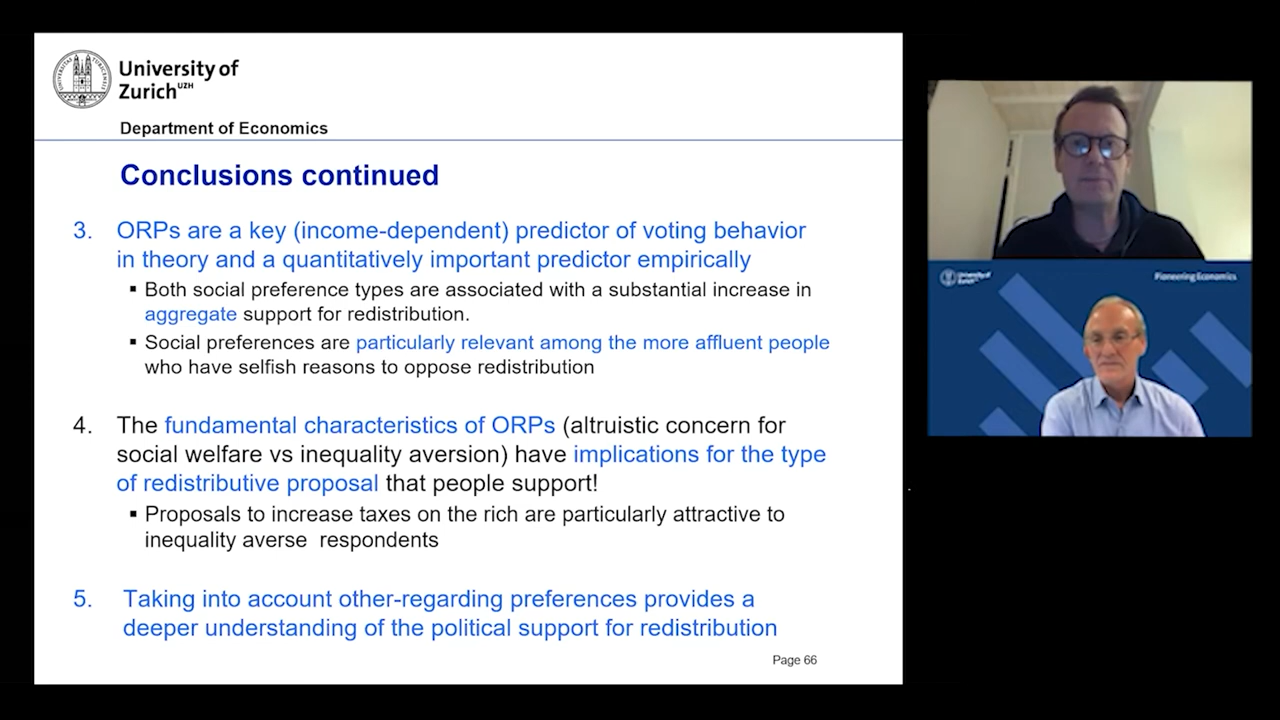 University of
Zurich UZH
Department of Economics
Conclusions continued
3. ORPs are a key (income-dependent) predictor of voting behavior
in theory and a quantitatively important predictor empirically
▪ Both social preference types are associated with a substantial increase in
aggregate support for redistribution.
▪ Social preferences are particularly relevant among the more affluent people
who have selfish reasons to oppose redistribution
4. The fundamental characteristics of ORPs (altruistic concern for
social welfare vs inequality aversion) have implications for the type
of redistributive proposal that people support!
▪ Proposals to increase taxes on the rich are particularly attractive to
inequality averse respondents
5. Taking into account other-regarding preferences provides a
deeper understanding of the political support for redistribution
Page 66
University of
Zurich UZH
Pioneering Economics